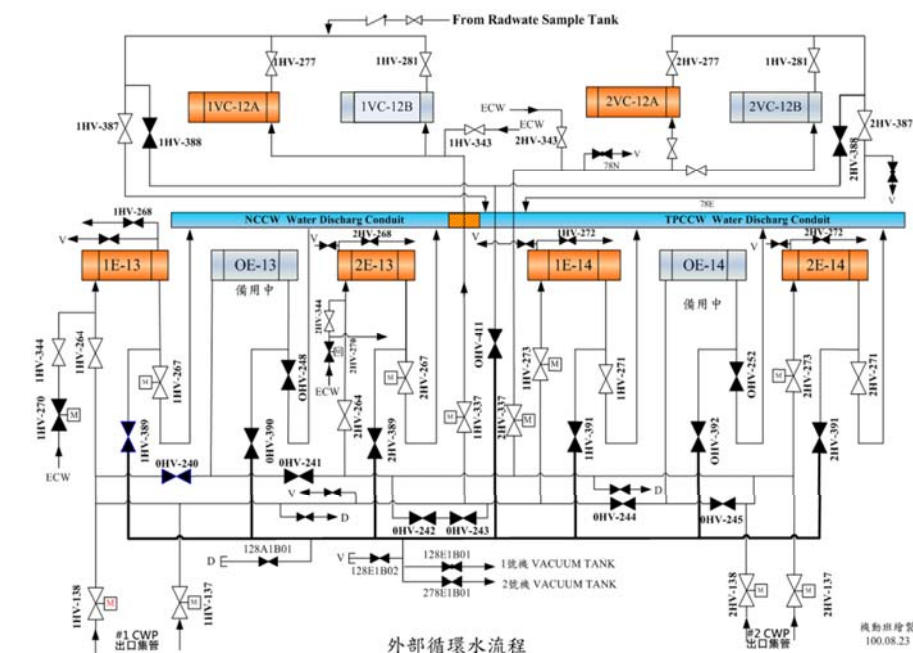 From Radwate Sample Tank
1HV-277
1HV-281
2HV-277
1HV-281
1VC-12A
1VC-12B
2VC-12A
2VC-12B
1HV-387
1HV-388
ECW
ECW
1HV-343
2HV-343
V
78N
2HV-388
2HV-387
V
78E
1HV-268
NCCW Water Discharg Conduit
TPCCW Water Discharg Conduit
V
V
2HV-268
V
1HV-272
V
2HV-272
1E-13
OE-13
2E-13
1E-14
OE-14
2E-14
備用中
備用中
1HV-344
1HV-264
M
1HV-267
OHV-248
2HV-344
M
2HV-270
ECW
2HV-264
M
2HV-267
OHV-411
1HV-273
M
1HV-271
OHV-252
2HV-273
M
2HV-271
1HV-270
M
ECW
1HV-389
0HV-390
2HV-389
M
1HV-337
2HV-337
M
1HV-391
OHV-392
2HV-391
0HV-240
0HV-241
V
D
D
0HV-242
0HV-243
0HV-244
0HV-245
D
128A1B01
V
128E1B02
128E1B01
278E1B01
1號機 VACUUM TANK
2號機 VACUUM TANK
1HV-138
M
1HV-137
M
2HV-138
M
2HV-137
M
#1 CWP
出口集管
#2 CWP
出口集管
外部循環水流程
機動班繪製
100.08.23